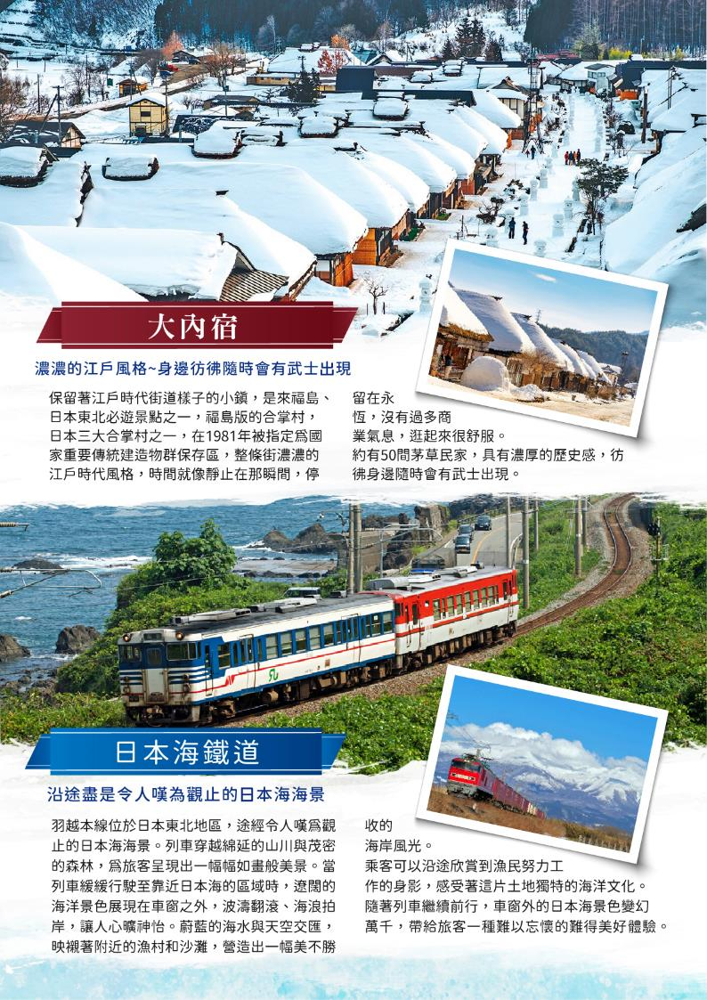 大內宿
濃濃的江戶風格~身邊彷彿隨時會有武士出現
保留著江戶時代街道樣子的小鎮，是來福島、
日本東北必遊景點之一，福島版的合掌村，
日本三大合掌村之一，在1981年被指定為國
家重要傳統建造物群保存區，整條街濃濃的
江戶時代風格，時間就像靜止在那瞬間，停
留在永
恆，沒有過多商
業氣息，逛起來很舒服。
約有50間茅草民家，具有濃厚的歷史感，彷
彿身邊隨時會有武士出現。
日本海鐵道
沿途盡是令人嘆為觀止的日本海海景
羽越本線位於日本東北地區，途經令人嘆為觀
止的日本海海景。列車穿越綿延的山川與茂密
的森林，為旅客呈現出一幅幅如畫般美景。當
列車緩緩行駛至靠近日本海的區域時，遼闊的
海洋景色展現在車窗之外，波濤翻滾、海浪拍
岸，讓人心曠神怡。蔚藍的海水與天空交匯，
映襯著附近的漁村和沙灘，營造出一幅美不勝
收的
海岸風光。
乘客可以沿途欣賞到漁民努力工
作的身影，感受著這片土地獨特的海洋文化。
隨著列車繼續前行，車窗外的日本海景色變幻
萬千，帶給旅客一種難以忘懷的難得美好體驗。